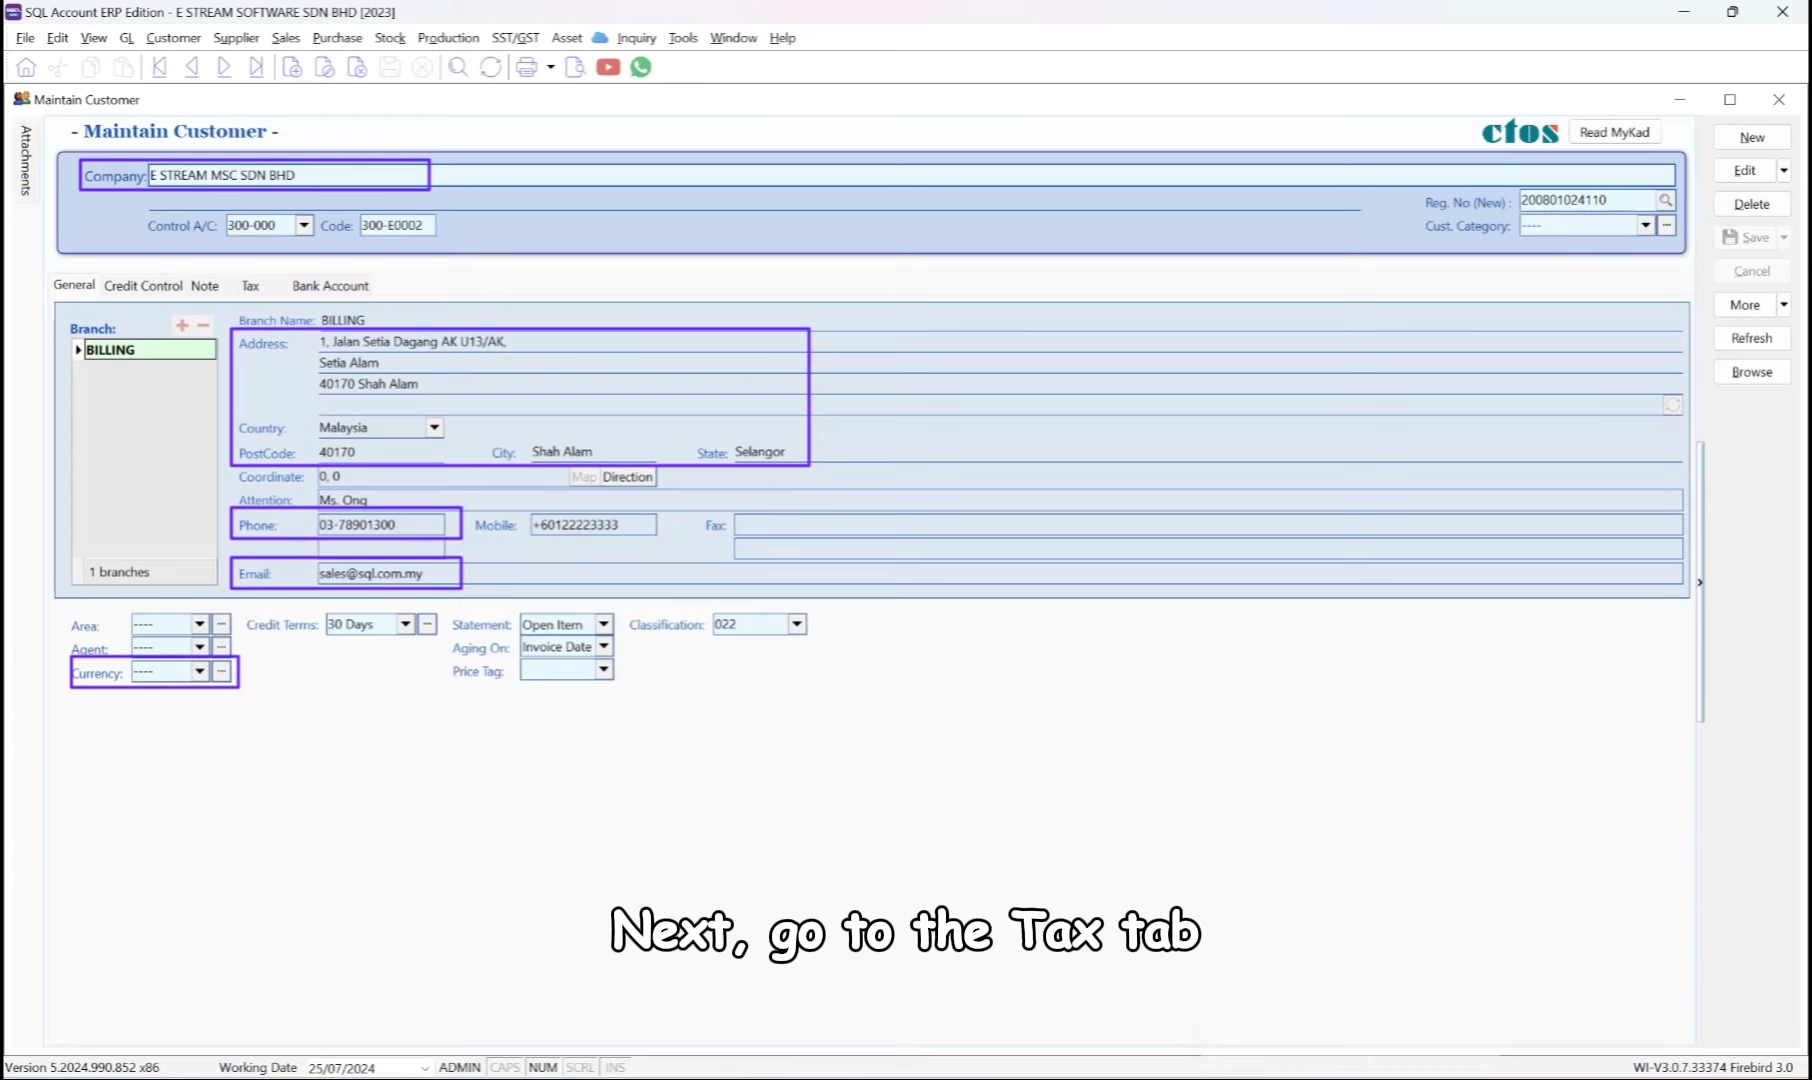 SQL Account ERP Edition - E STREAM SOFTWARE SDN BHD [2023]
File Edit View GL Customer Supplier Sales Purchase Stock Production SST/GST Asset Inquiry Tools Window Help
Maintain Customer
Attachments
- Maintain Customer -
ctos
Read MyKad
Company: E STREAM MSC SDN BHD
Reg. No (New) : 200801024110
Control A/C: 300-000 Code: 300-E0002
Cust. Category: ----
New
Edit
Delete
Save
Cancel
More
Refresh
Browse
General Credit Control Note Tax Bank Account
Branch:
BILLING
1 branches
Branch Name: BILLING
Address: 1, Jalan Setia Dagang AK U13/AK,
Setia Alam
40170 Shah Alam
Country: Malaysia
PostCode: 40170 City: Shah Alam State: Selangor
Coordinate: 0, 0 Map Direction
Attention: Ms. Ong
Phone: 03-78901300 Mobile: +60122223333 Fax:
Email: sales@sql.com.my
Area: ---- Credit Terms: 30 Days Statement: Open Item Classification: 022
Agent: ---- Aging On: Invoice Date
Currency: ---- Price Tag:
Next, go to the Tax tab
Version 5.2024.990.852 x86 Working Date 25/07/2024 ADMIN CAPS NUM SCRL INS WI-V3.0.7.33374 Firebird 3.0